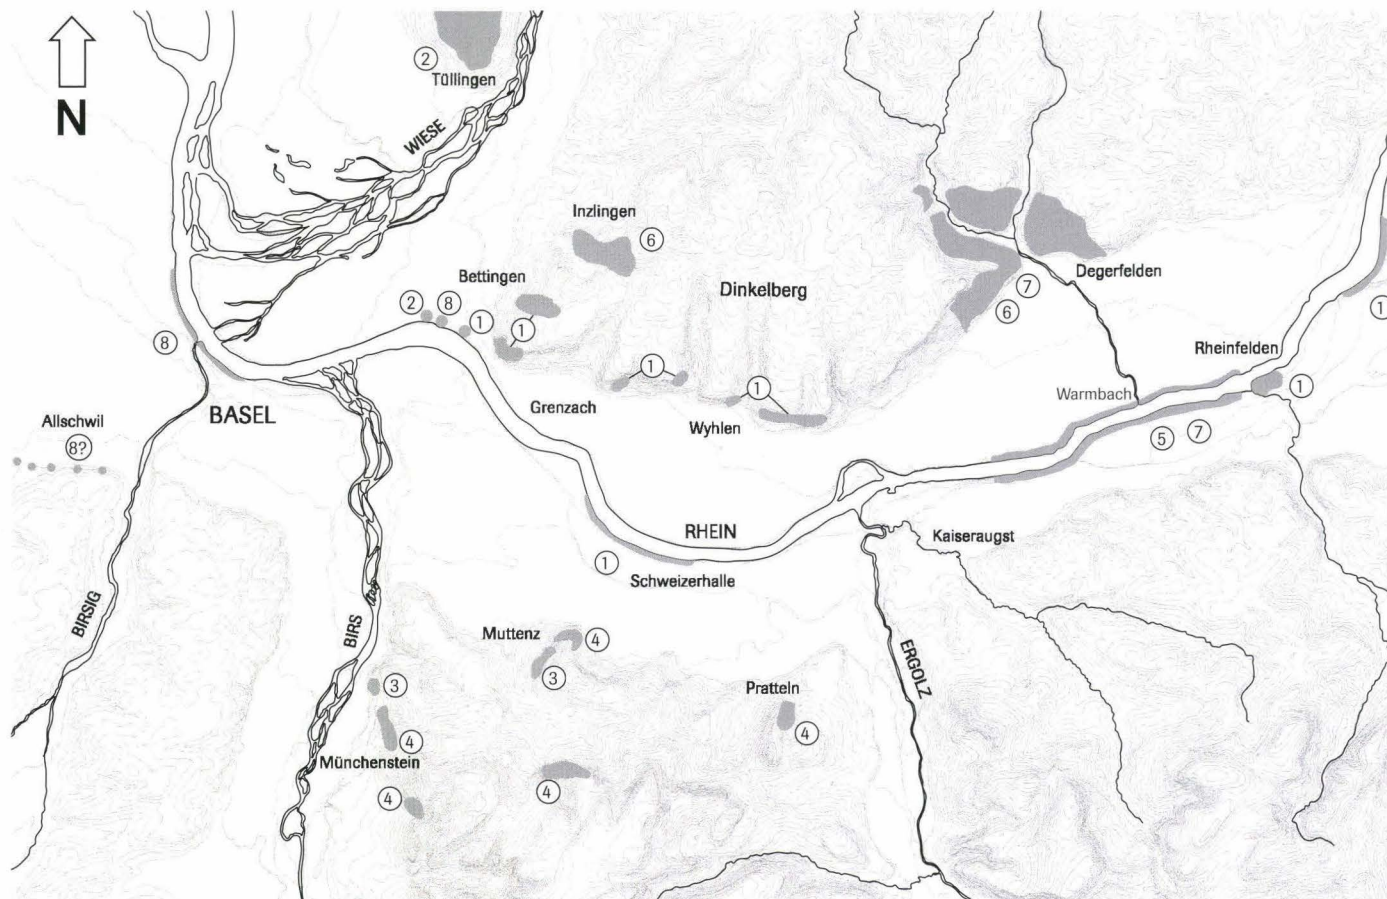 N
②
Tüllingen
WIESE
Inzlingen
⑥
Bettingen
② ⑧ ① ①
Dinkelberg
Degerfelden
⑦
⑥
①
⑧
Rheinfelden
①
①
①
Warmbach
BASEL
Grenzach
Wyhlen
⑤ ⑦
Allschwil
⑧?
RHEIN
Kaiseraugst
①
Schweizerhalle
BIRSIG
BIRS
Muttenz
④
③
ERGOLZ
③
Pratteln
④
④
Münchenstein
④
④